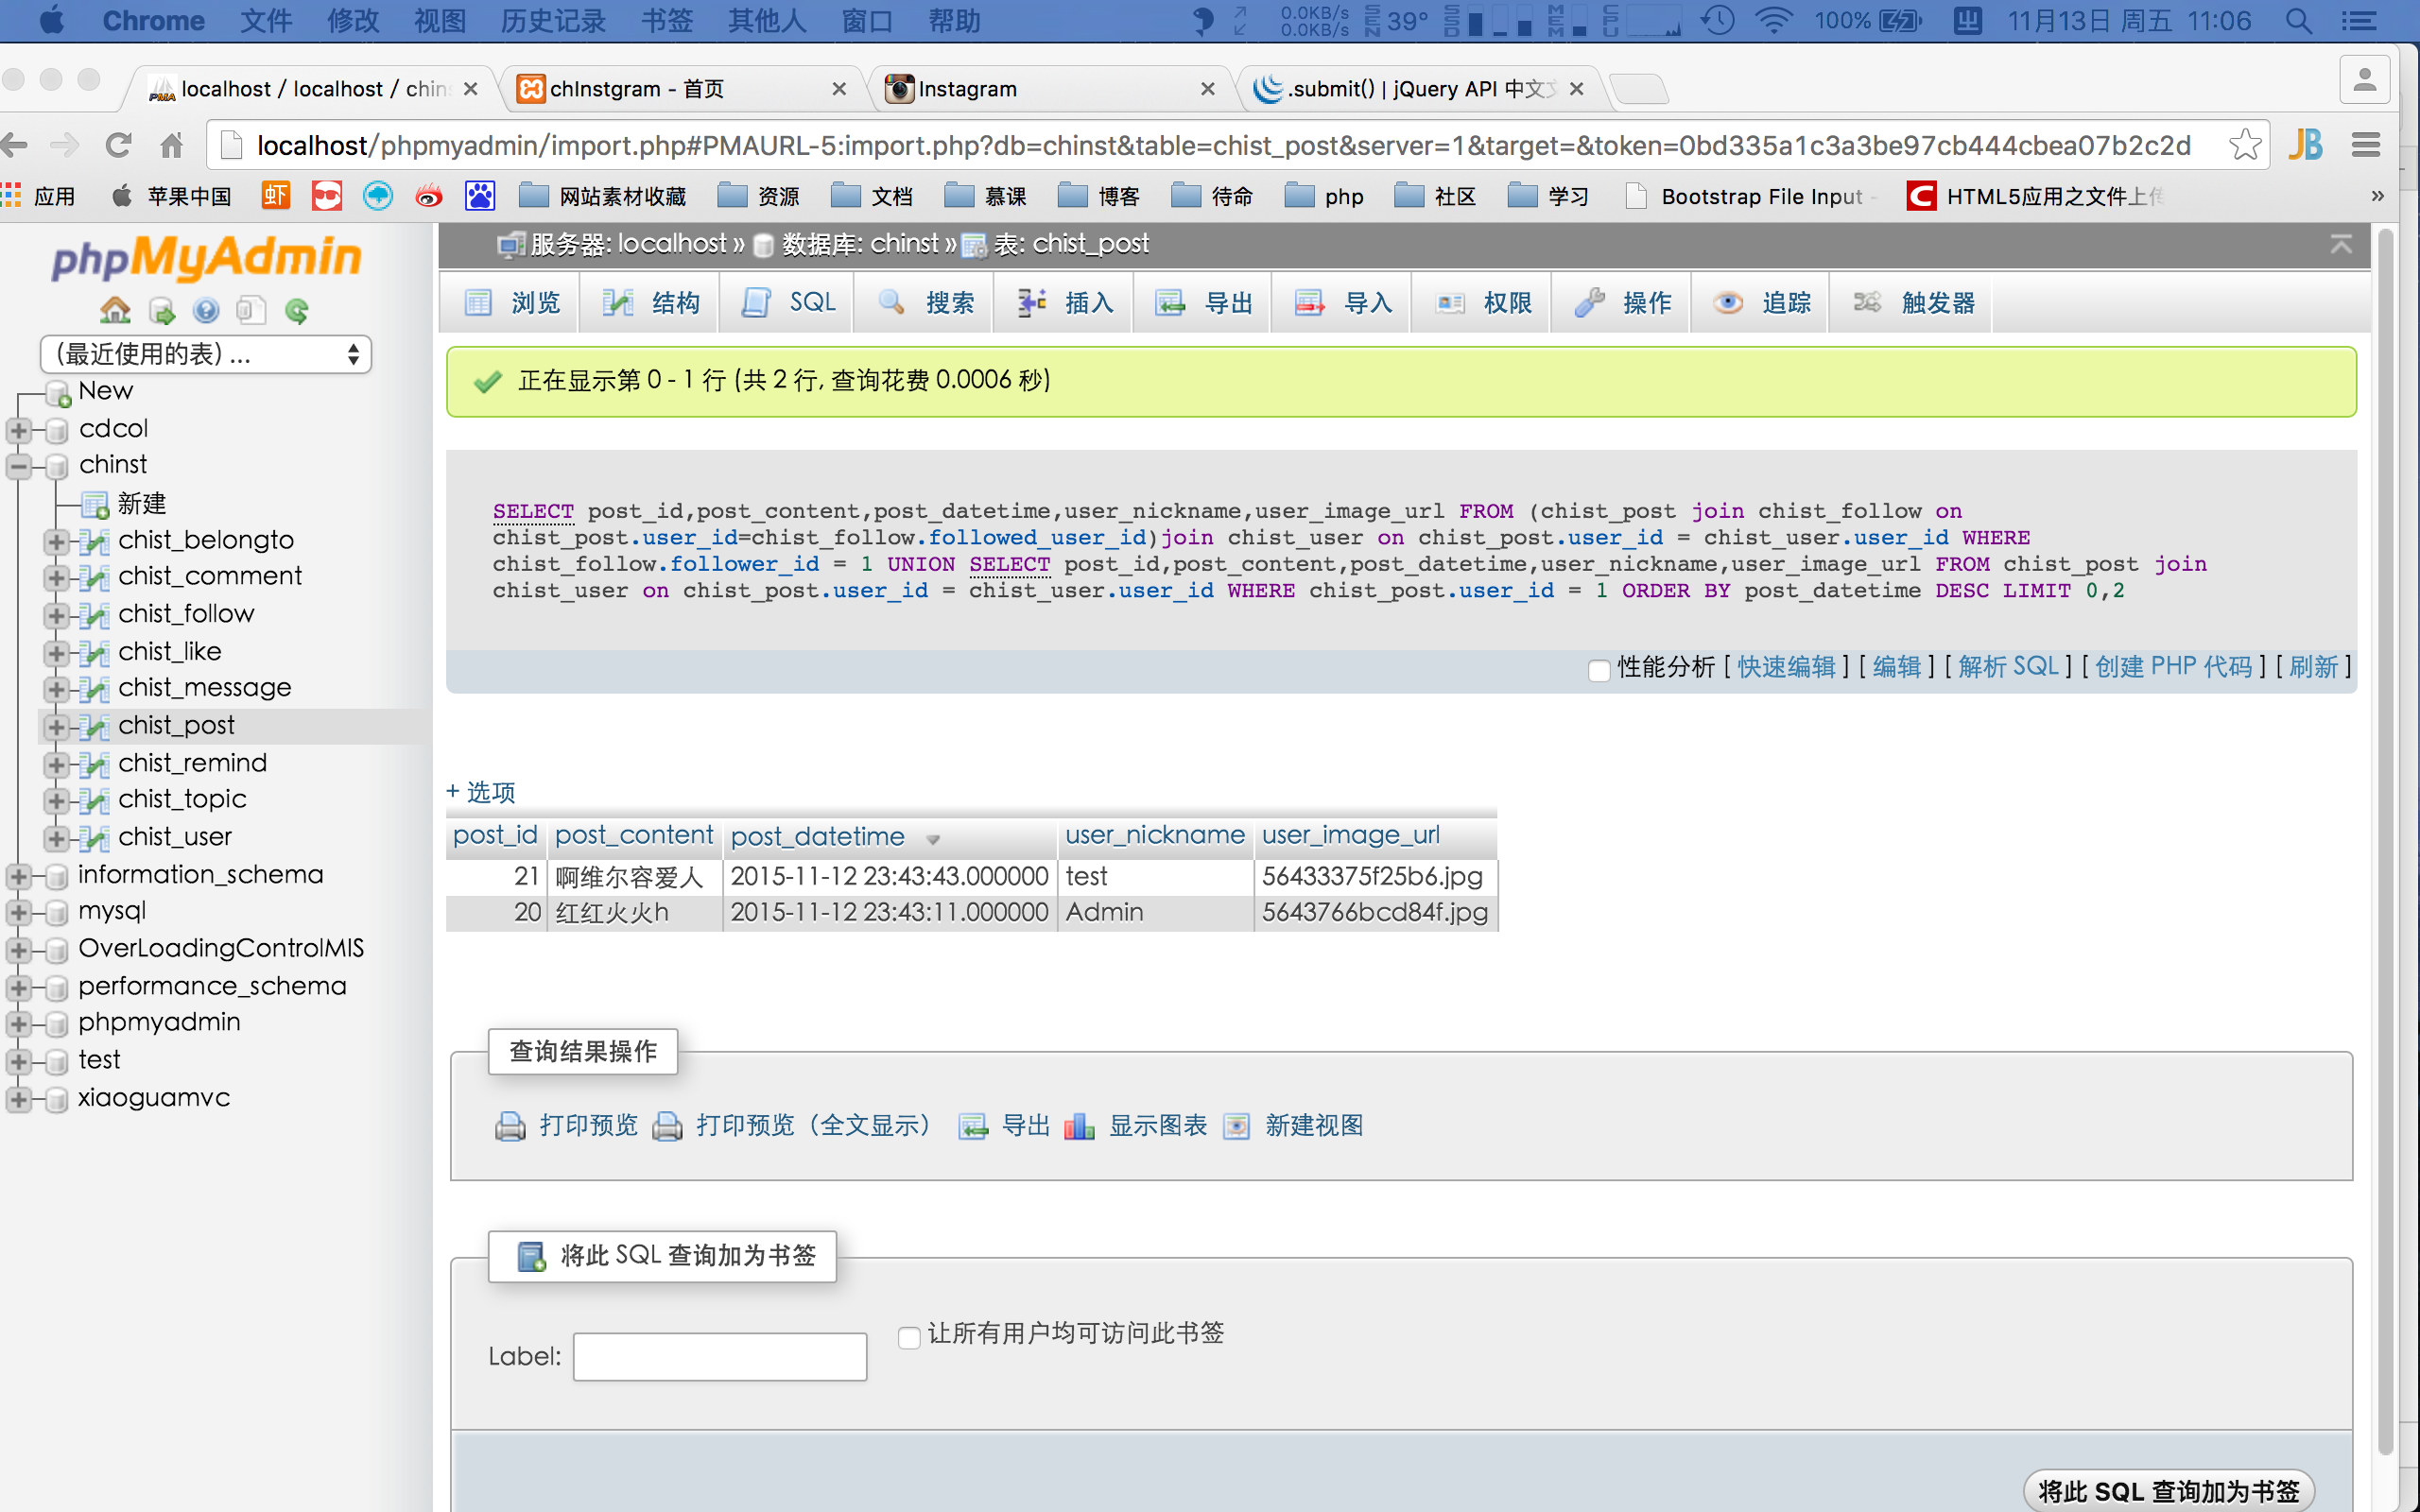 Chrome 文件 修改 视图 历史记录 书签 其他人 窗口 帮助 0.0KB/s 0.0KB/s SEN 39° SSD MEM CPU 100% 11月13日 周五 11:06
localhost / localhost / chins chInstgram - 首页 Instagram .submit() | jQuery API 中文文
localhost/phpmyadmin/import.php#PMAURL-5:import.php?db=chinst&table=chist_post&server=1&target=&token=0bd335a1c3a3be97cb444cbea07b2c2d JB
应用 苹果中国 虾 网站素材收藏 资源 文档 慕课 博客 待命 php 社区 学习 Bootstrap File Input - HTML5应用之文件上传 »
phpMyAdmin
(最近使用的表) ...
New
cdcol
chinst
新建
chist_belongto
chist_comment
chist_follow
chist_like
chist_message
chist_post
chist_remind
chist_topic
chist_user
information_schema
mysql
OverLoadingControlMIS
performance_schema
phpmyadmin
test
xiaoguamvc
服务器: localhost » 数据库: chinst » 表: chist_post
浏览 结构 SQL 搜索 插入 导出 导入 权限 操作 追踪 触发器
正在显示第 0 - 1 行 (共 2 行, 查询花费 0.0006 秒)
SELECT post_id,post_content,post_datetime,user_nickname,user_image_url FROM (chist_post join chist_follow on
chist_post.user_id=chist_follow.followed_user_id)join chist_user on chist_post.user_id = chist_user.user_id WHERE
chist_follow.follower_id = 1 UNION SELECT post_id,post_content,post_datetime,user_nickname,user_image_url FROM chist_post join
chist_user on chist_post.user_id = chist_user.user_id WHERE chist_post.user_id = 1 ORDER BY post_datetime DESC LIMIT 0,2
性能分析 [ 快速编辑 ] [ 编辑 ] [ 解析 SQL ] [ 创建 PHP 代码 ] [ 刷新 ]
+ 选项
post_id post_content post_datetime user_nickname user_image_url
21 啊维尔容爱人 2015-11-12 23:43:43.000000 test 56433375f25b6.jpg
20 红红火火h 2015-11-12 23:43:11.000000 Admin 5643766bcd84f.jpg
查询结果操作
打印预览 打印预览（全文显示） 导出 显示图表 新建视图
将此 SQL 查询加为书签
Label: 让所有用户均可访问此书签
将此 SQL 查询加为书签